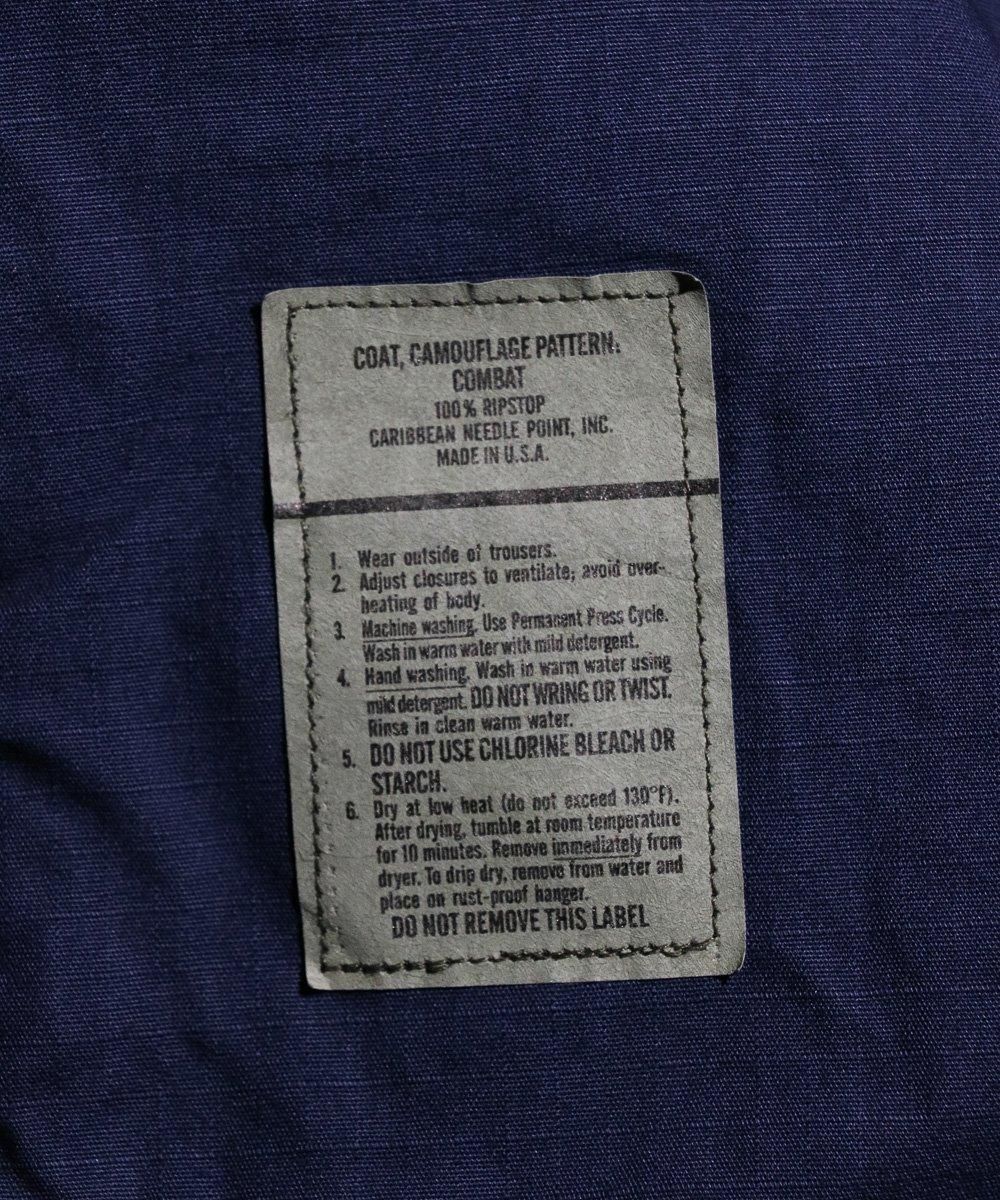 COAT, CAMOUFLAGE PATTERN:
COMBAT
100% RIPSTOP
CARIBBEAN NEEDLE POINT, INC.
MADE IN U.S.A.
1. Wear outside of trousers.
2. Adjust closures to ventilate; avoid over-
heating of body.
3. Machine washing. Use Permanent Press Cycle.
Wash in warm water with mild detergent.
4. Hand washing. Wash in warm water using
mild detergent. DO NOT WRING OR TWIST.
Rinse in clean warm water.
5. DO NOT USE CHLORINE BLEACH OR
STARCH.
6. Dry at low heat (do not exceed 130°F).
After drying, tumble at room temperature
for 10 minutes. Remove immediately from
dryer. To drip dry, remove from water and
place on rust-proof hanger.
DO NOT REMOVE THIS LABEL